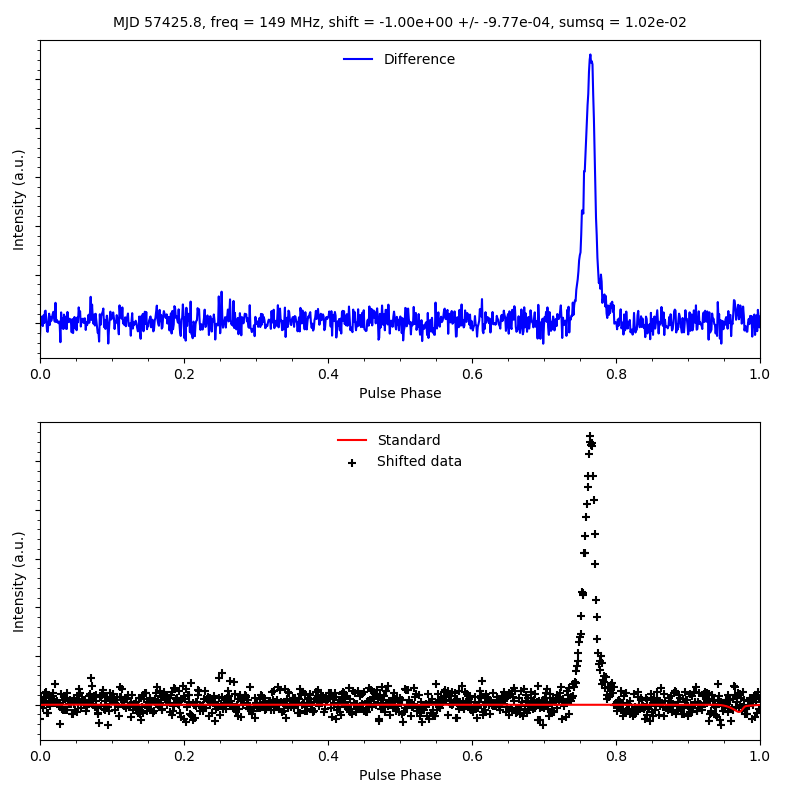 MJD 57425.8, freq = 149 MHz, shift = -1.00e+00 +/- -9.77e-04, sumsq = 1.02e-02
Difference
Intensity (a.u.)
0.0 0.2 0.4 0.6 0.8 1.0
Pulse Phase
Standard
Shifted data
Intensity (a.u.)
0.0 0.2 0.4 0.6 0.8 1.0
Pulse Phase